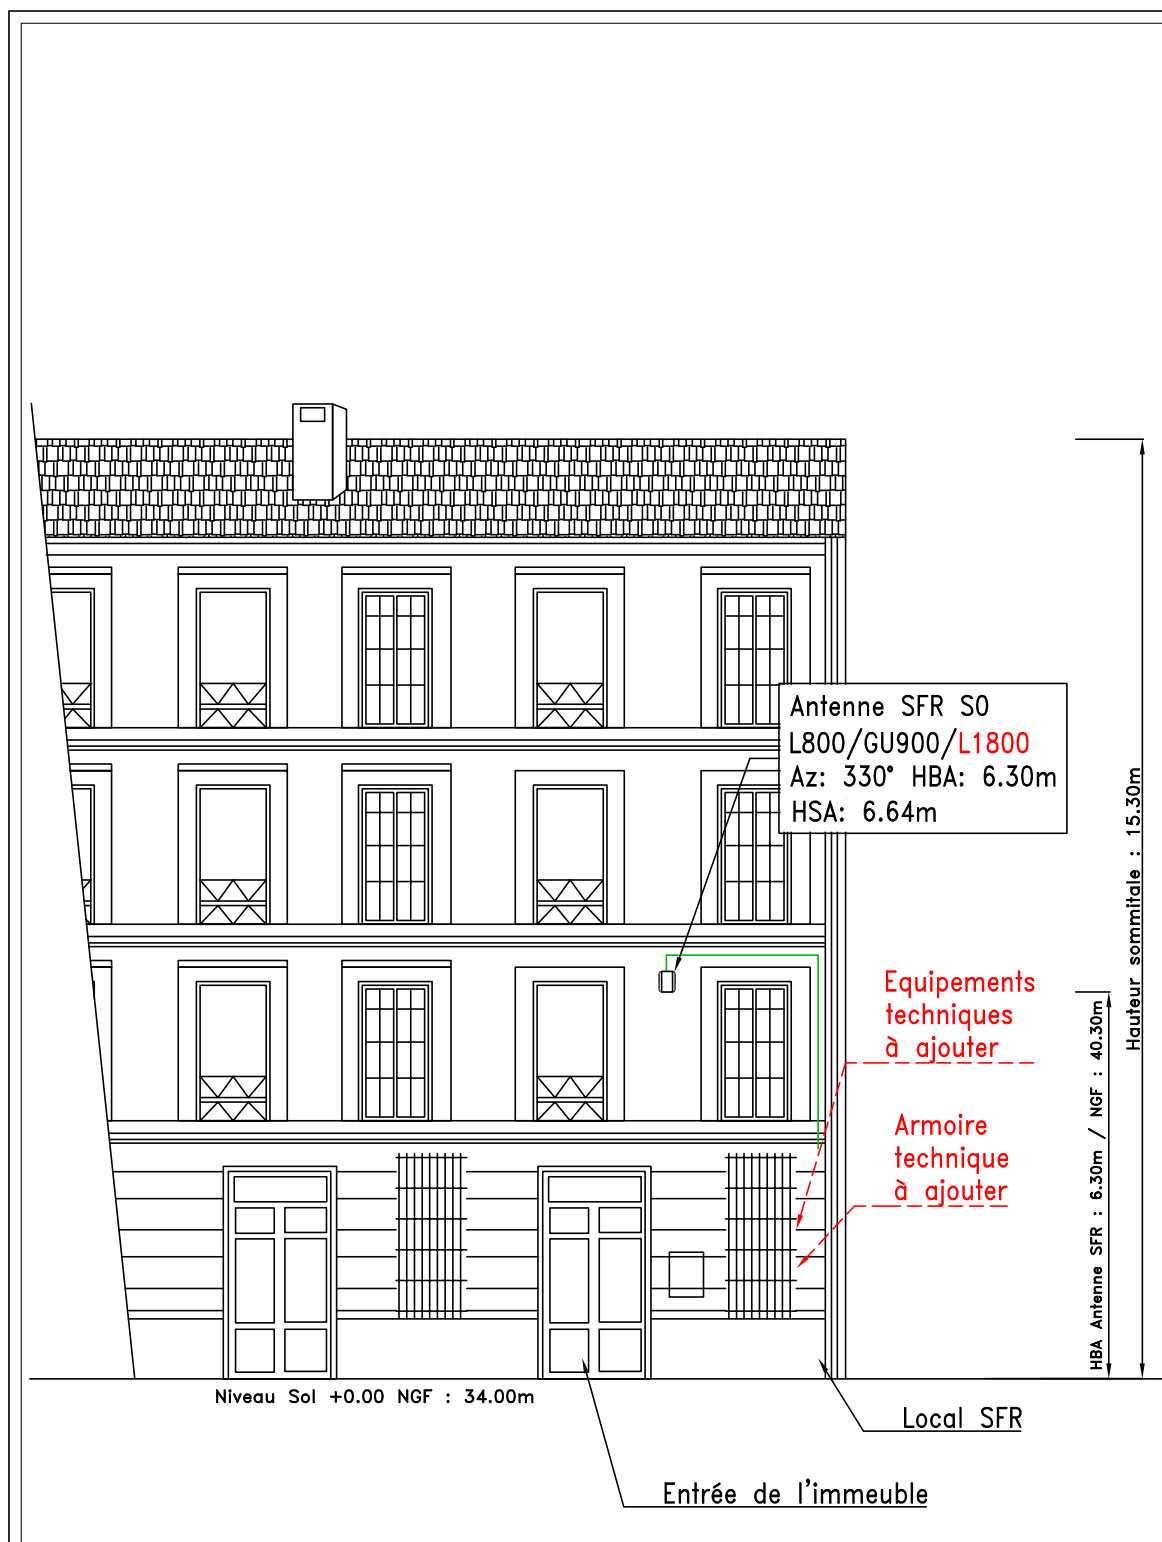 Antenne SFR S0
L800/GU900/L1800
Az: 330° HBA: 6.30m
HSA: 6.64m
Hauteur sommitale : 15.30m
Equipements
techniques
à ajouter
HBA Antenne SFR : 6.30m / NGF : 40.30m
Armoire
technique
à ajouter
Niveau Sol +0.00 NGF : 34.00m
Local SFR
Entrée de l'immeuble